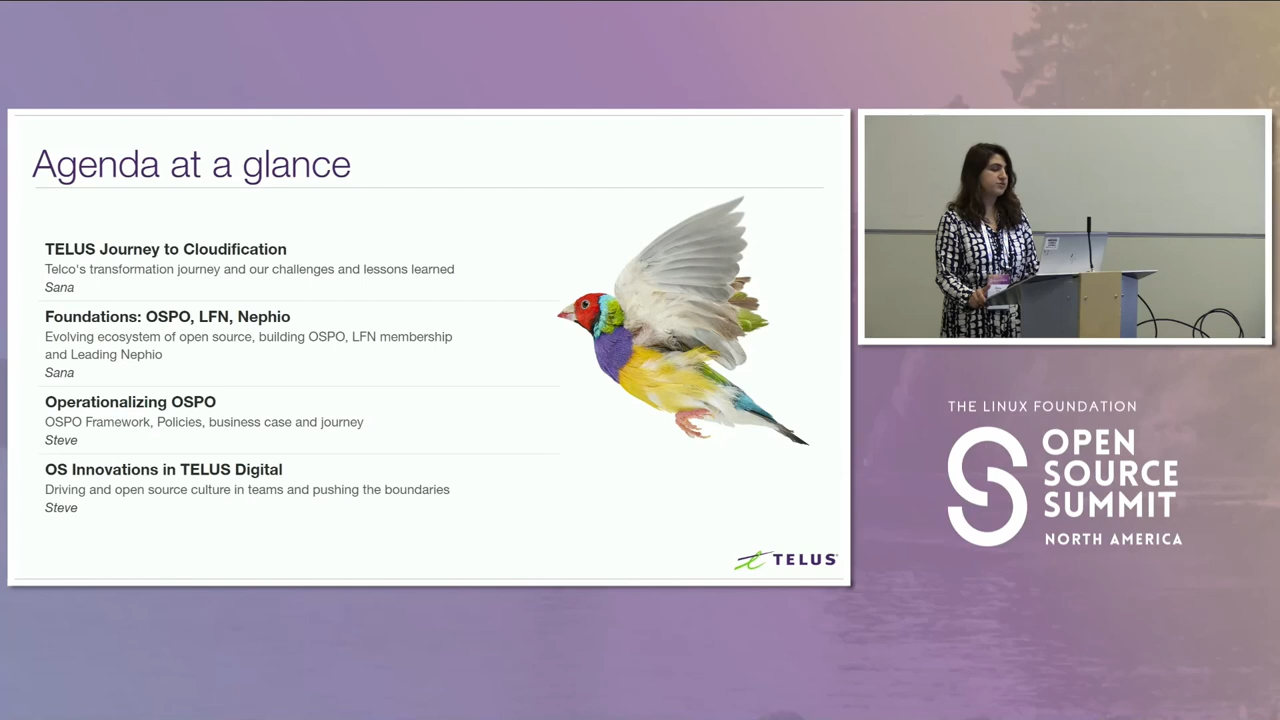 Agenda at a glance
TELUS Journey to Cloudification
Telco's transformation journey and our challenges and lessons learned
Sana
Foundations: OSPO, LFN, Nephio
Evolving ecosystem of open source, building OSPO, LFN membership
and Leading Nephio
Sana
Operationalizing OSPO
OSPO Framework, Policies, business case and journey
Steve
OS Innovations in TELUS Digital
Driving and open source culture in teams and pushing the boundaries
Steve
TELUS
THE LINUX FOUNDATION
OPEN
SOURCE
SUMMIT
NORTH AMERICA